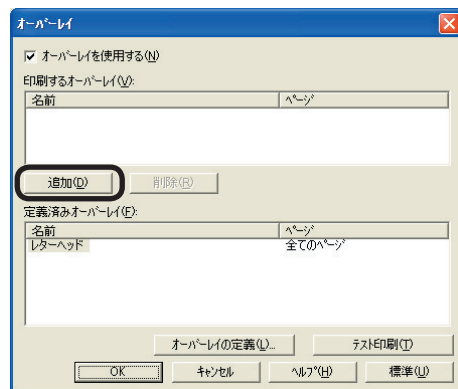 オーバーレイ
オーバーレイを使用する(N)
印刷するオーバーレイ(V):
名前 ページ
追加(D) 削除(R)
定義済みオーバーレイ(F):
名前 ページ
レターヘッド 全てのページ
オーバーレイの定義(L)... テスト印刷(T)
OK キャンセル ヘルプ(H) 標準(U)